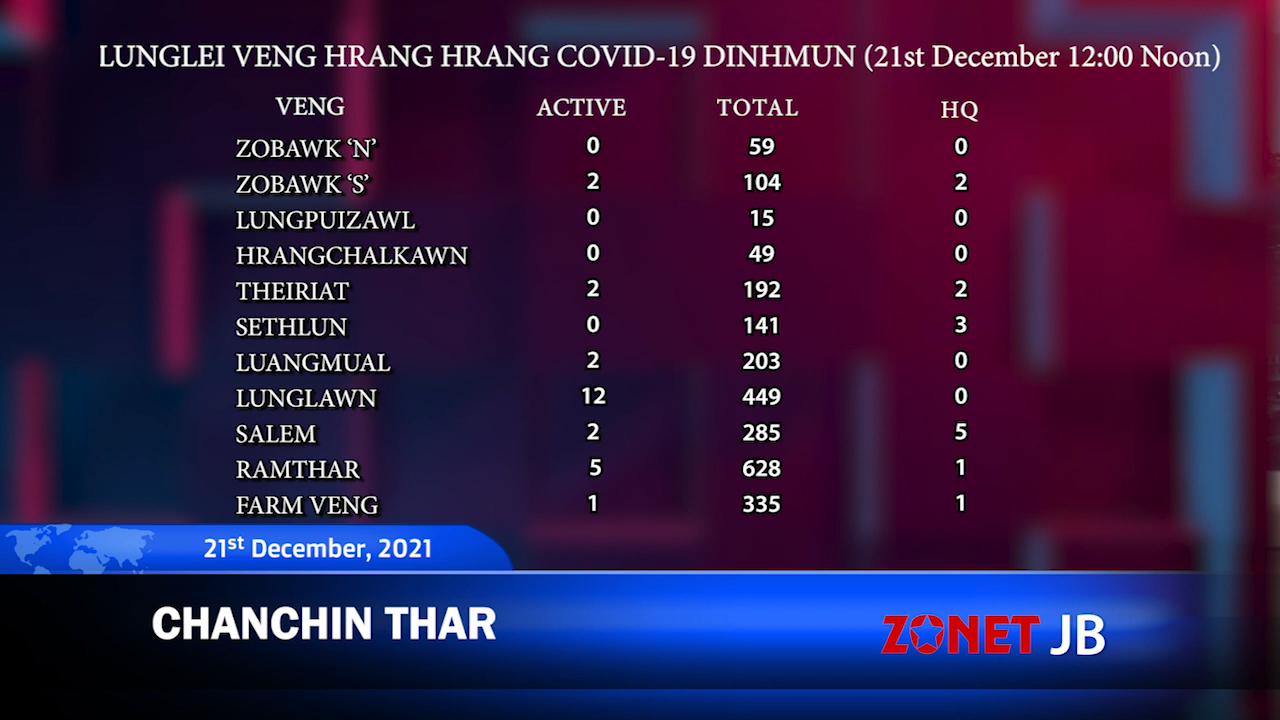 LUNGLEI VENG HRANG HRANG COVID-19 DINHMUN (21st December 12:00 Noon)
VENG ACTIVE TOTAL HQ
ZOBAWK ‘N’ 0 59 0
ZOBAWK ‘S’ 2 104 2
LUNGPUIZAWL 0 15 0
HRANGCHALKAWN 0 49 0
THEIRIAT 2 192 2
SETHLUN 0 141 3
LUANGMUAL 2 203 0
LUNGLAWN 12 449 0
SALEM 2 285 5
RAMTHAR 5 628 1
FARM VENG 1 335 1
21st December, 2021
CHANCHIN THAR
ZONET JB